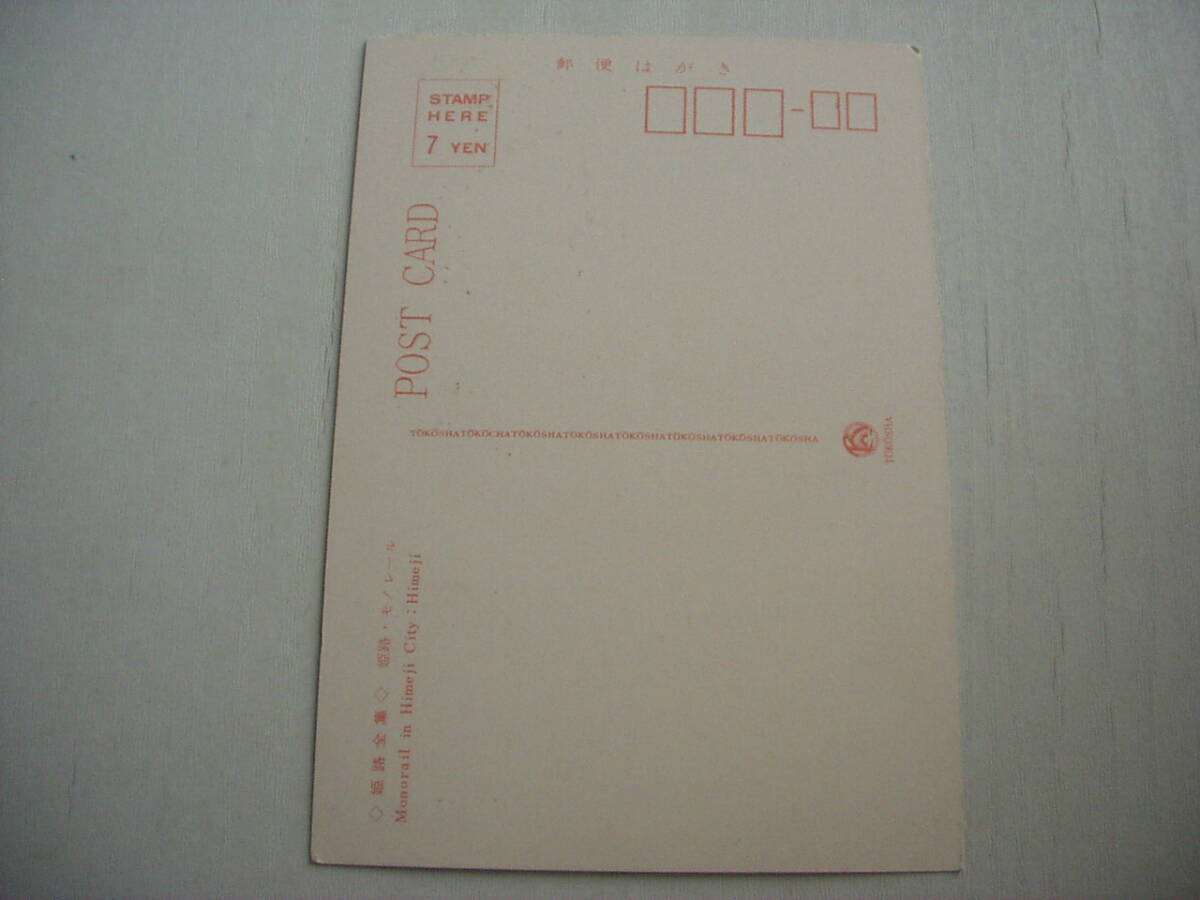 郵便はがき
STAMP
HERE
7 YEN
POST CARD
TŌKŌSHATŌKŌCHATŌKŌSHATŌKŌSHATŌKŌSHATŌKŌSHATŌKŌSHATŌKŌSHA
TŌKŌSHA
◇姫路全集◇ 姫路・モノレール
Monorail in Himeji City : Himeji